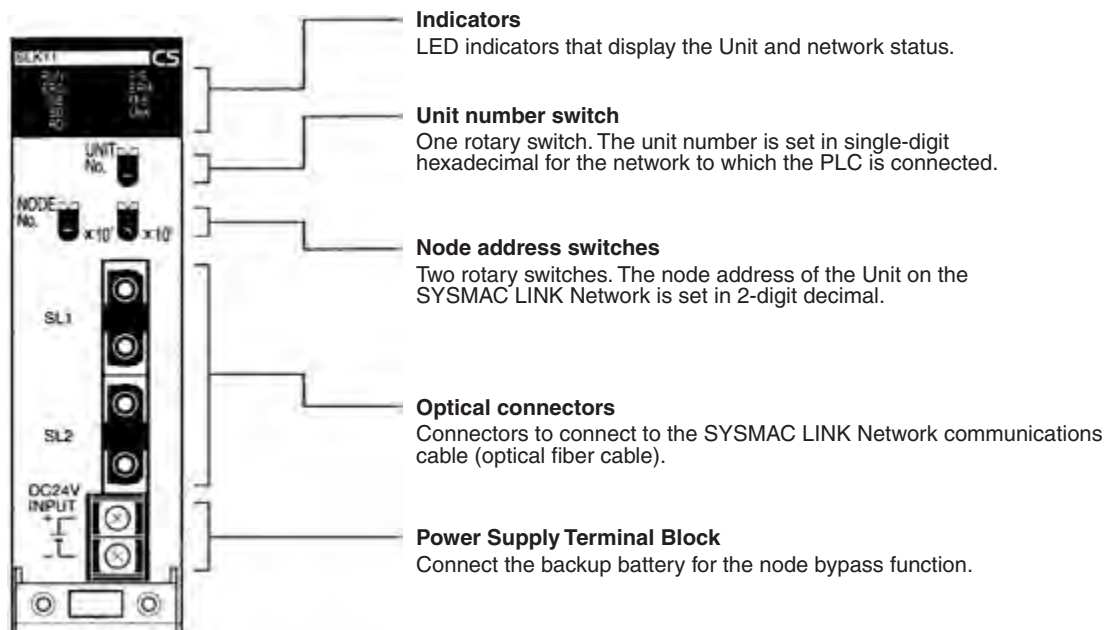 Indicators
LED indicators that display the Unit and network status.
SLK11
CS
Unit number switch
One rotary switch. The unit number is set in single-digit
hexadecimal for the network to which the PLC is connected.
UNIT
No.
NODE
No.
×10¹
×10⁰
Node address switches
Two rotary switches. The node address of the Unit on the
SYSMAC LINK Network is set in 2-digit decimal.
SL1
Optical connectors
Connectors to connect to the SYSMAC LINK Network communications
cable (optical fiber cable).
SL2
DC24V
INPUT
+
−
Power Supply Terminal Block
Connect the backup battery for the node bypass function.